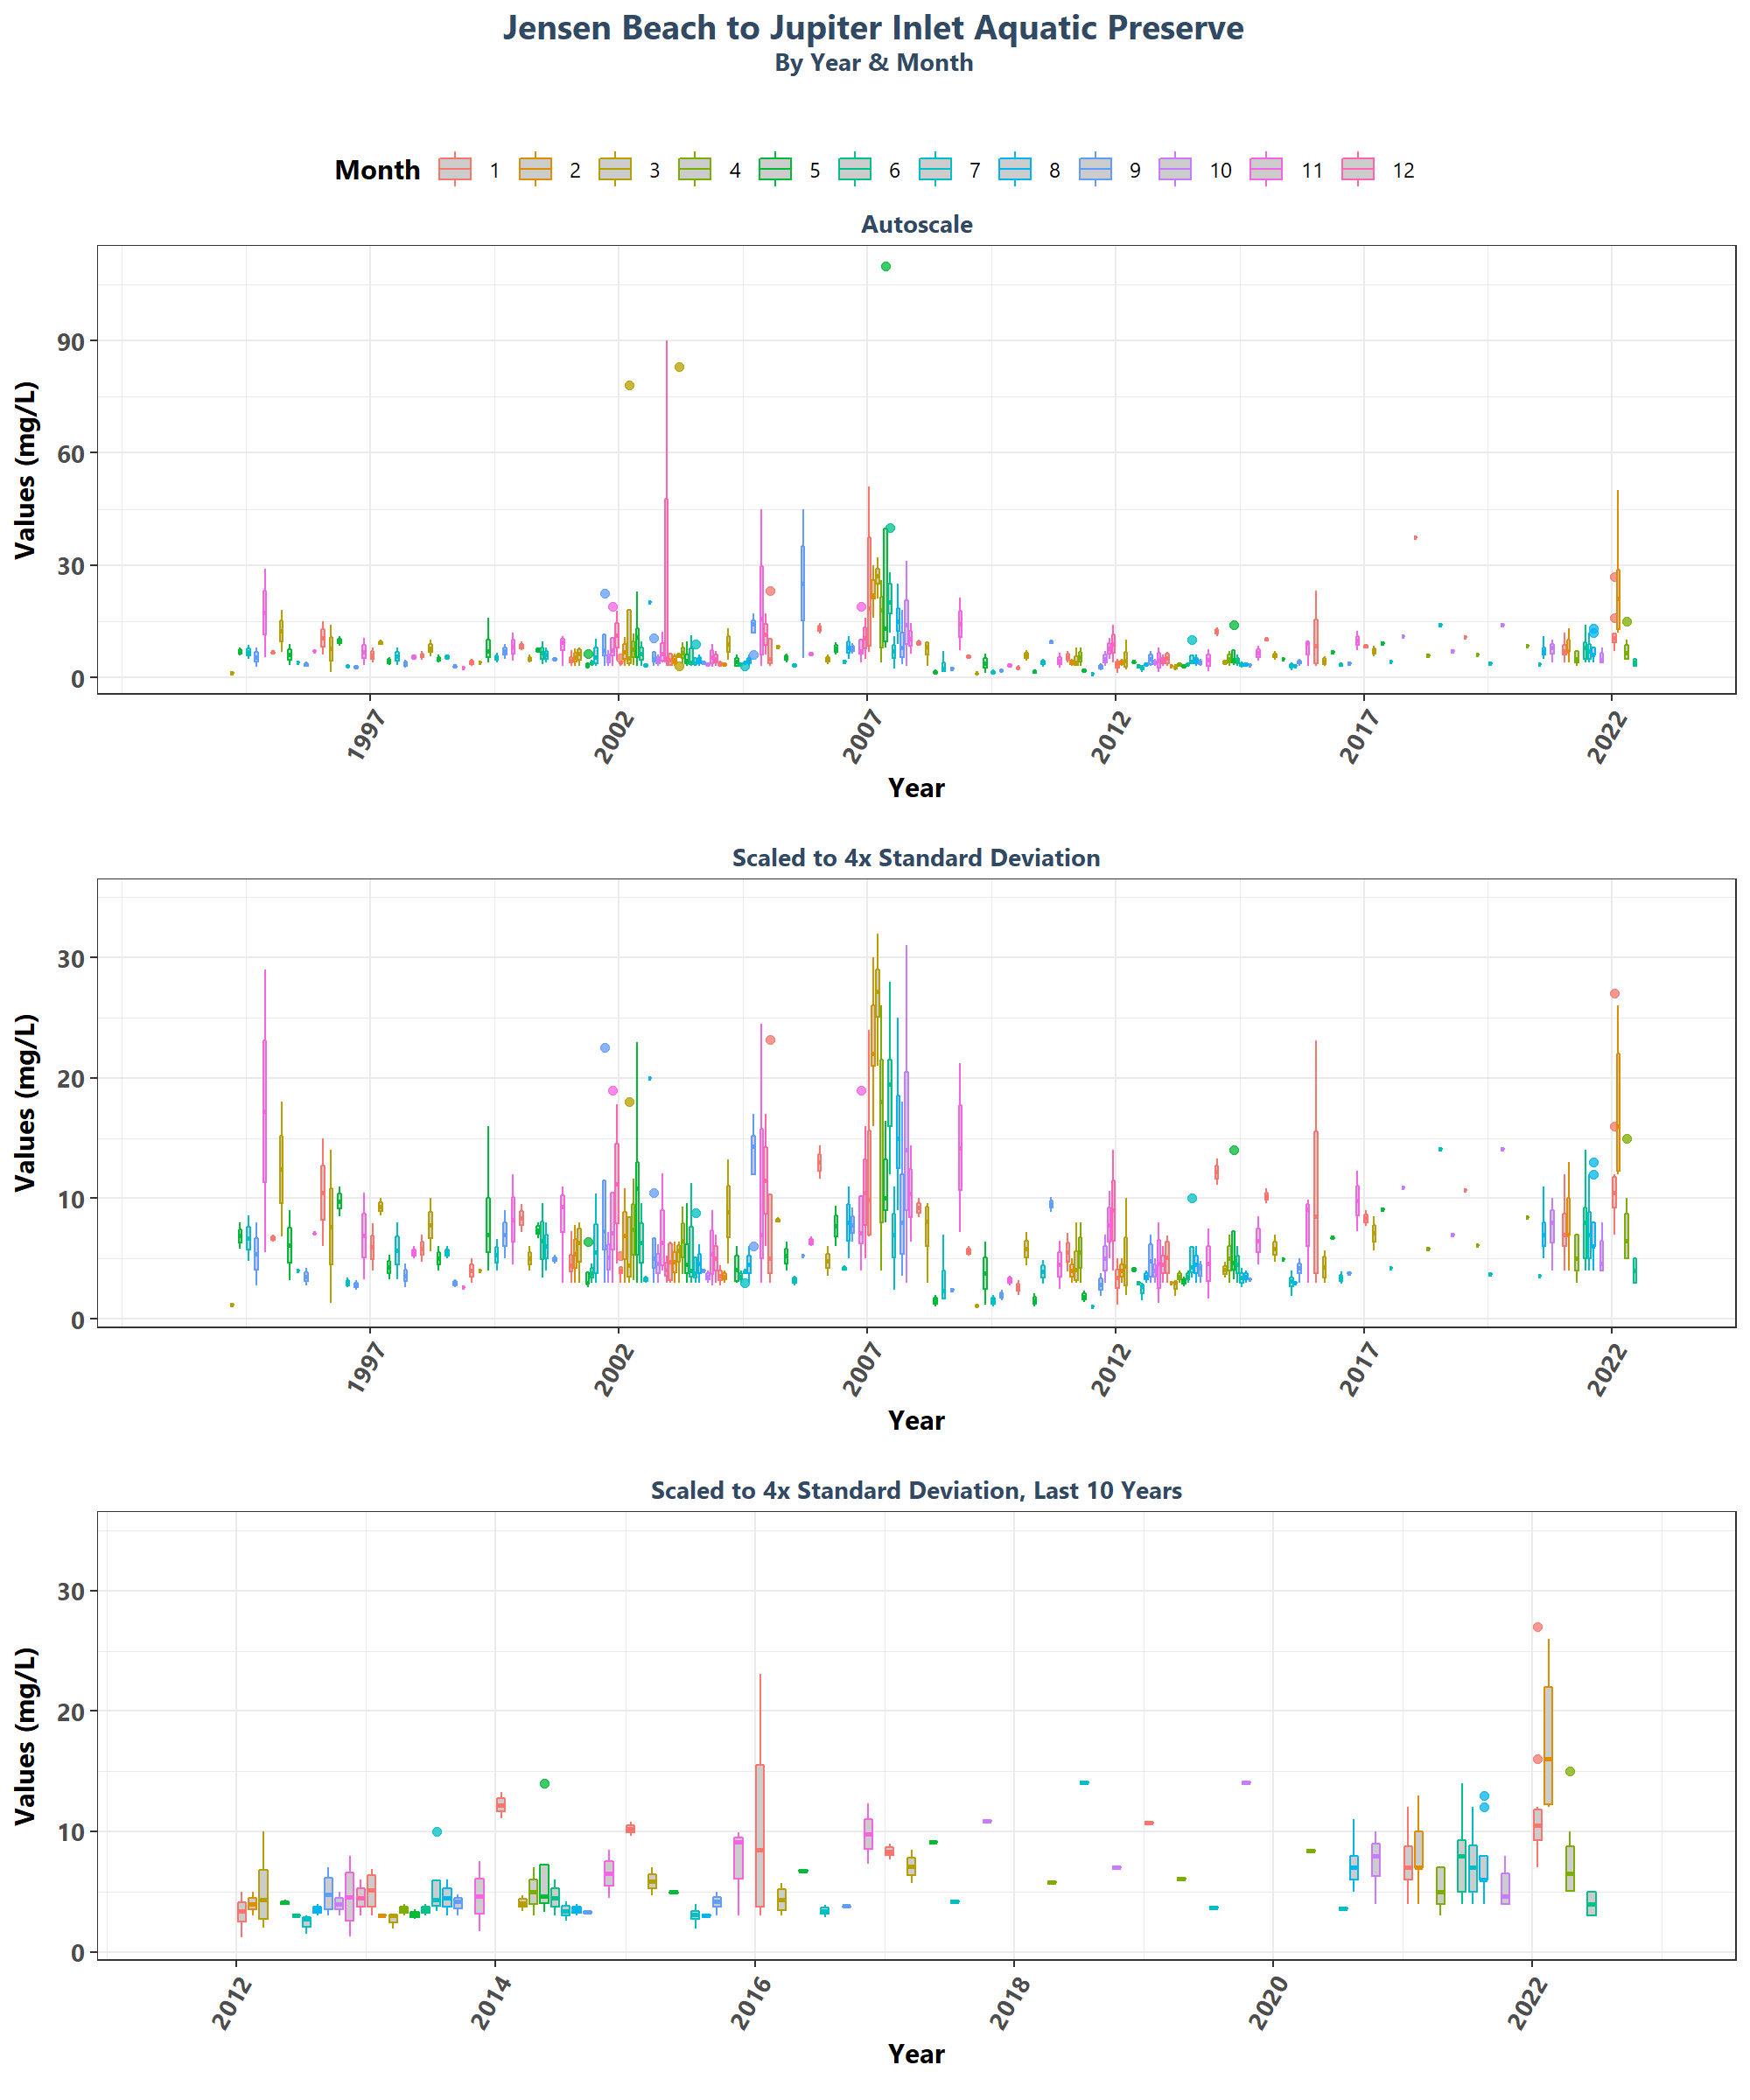 Jensen Beach to Jupiter Inlet Aquatic Preserve
By Year & Month
Month 1 2 3 4 5 6 7 8 9 10 11 12
Autoscale
Values (mg/L)
90
60
30
0
1997 2002 2007 2012 2017 2022
Year
Scaled to 4x Standard Deviation
Values (mg/L)
30
20
10
0
1997 2002 2007 2012 2017 2022
Year
Scaled to 4x Standard Deviation, Last 10 Years
Values (mg/L)
30
20
10
0
2012 2014 2016 2018 2020 2022
Year